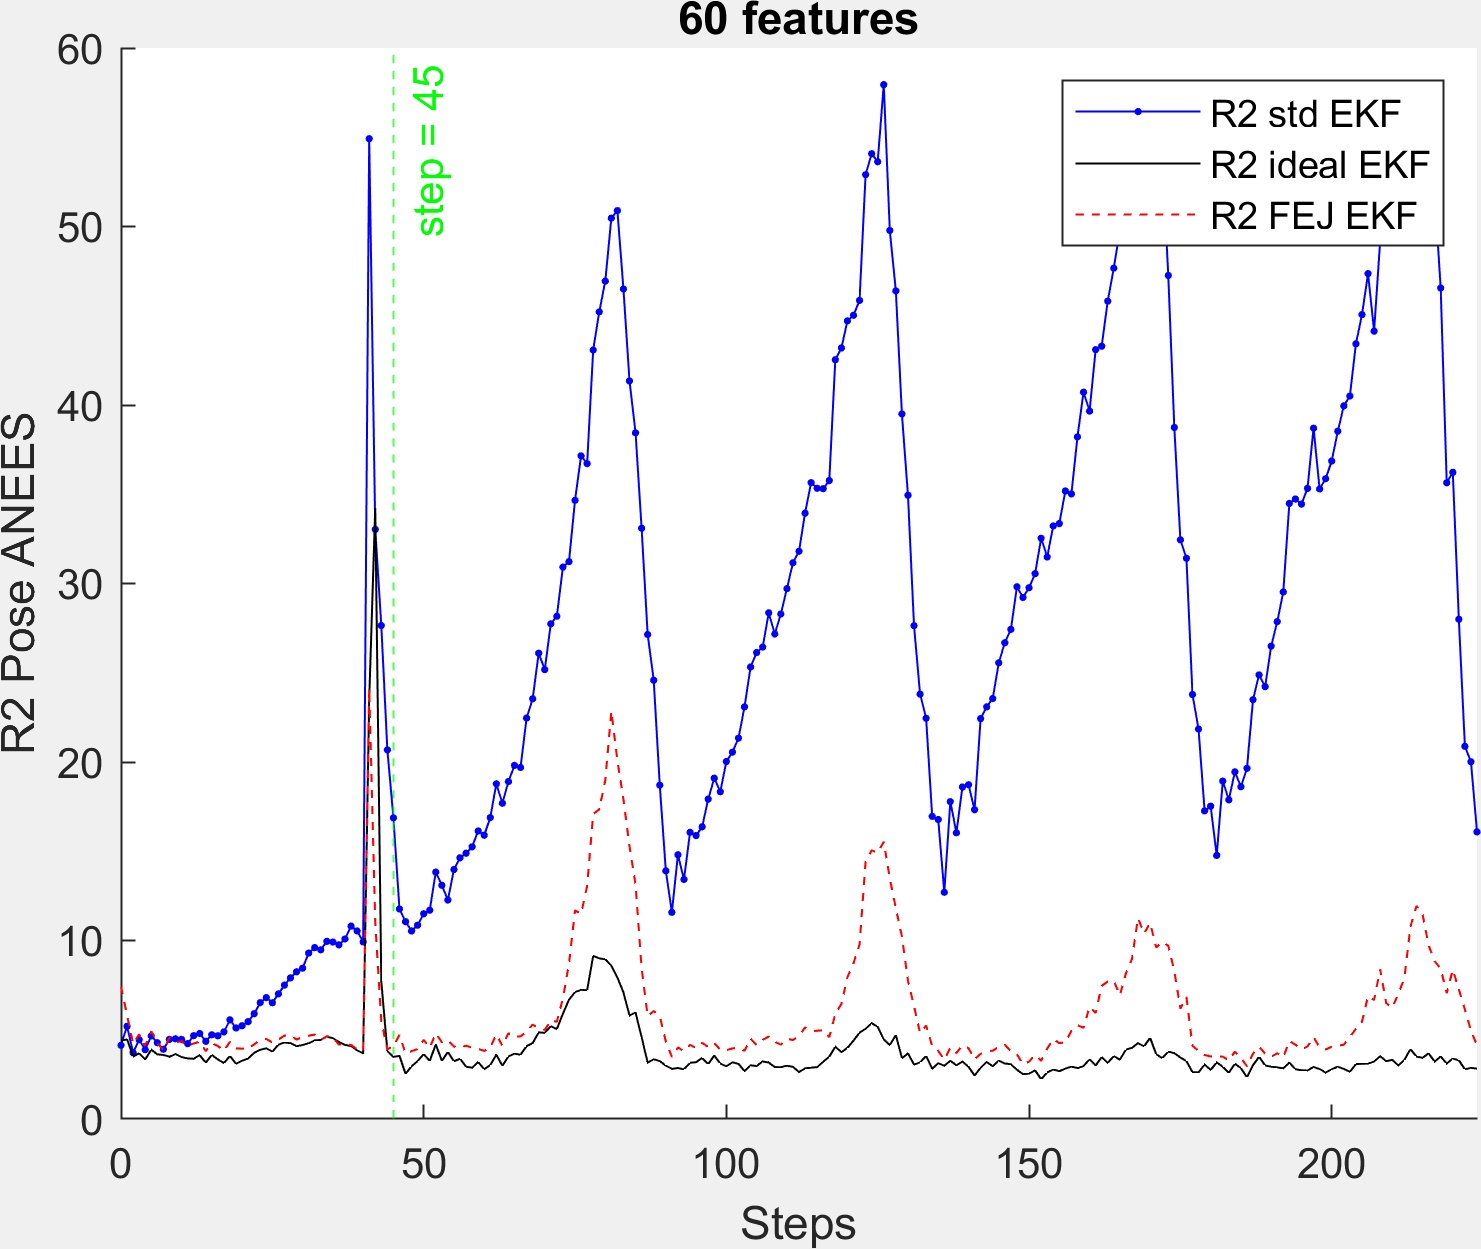 60 features
60
50
40
30
20
10
0
R2 Pose ANEES
step = 45
R2 std EKF
R2 ideal EKF
R2 FEJ EKF
0 50 100 150 200
Steps